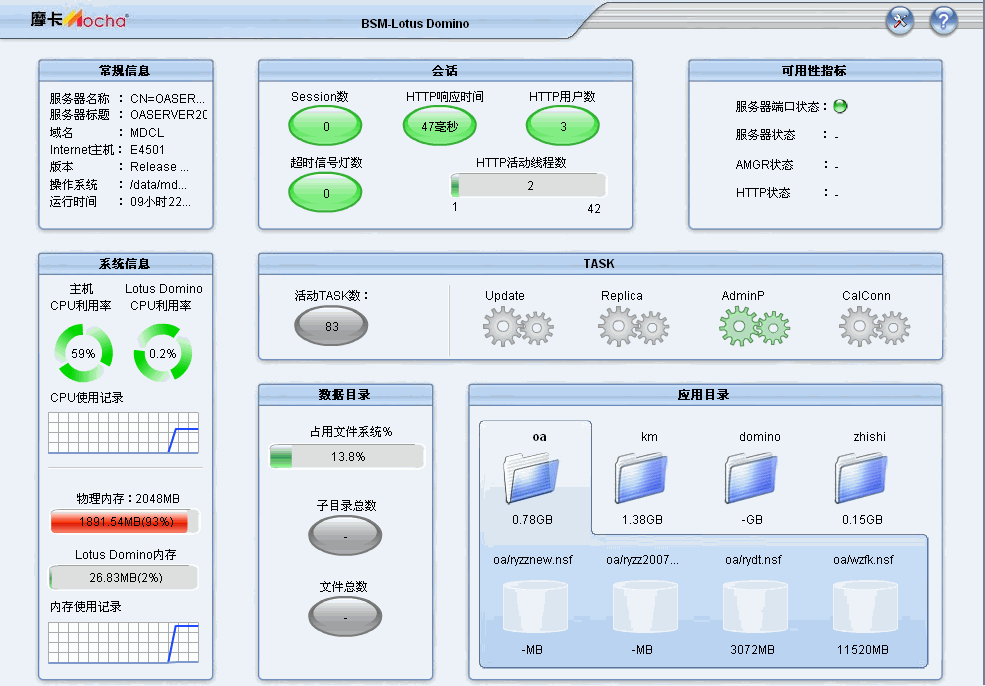 摩卡Mocha®
BSM-Lotus Domino
常规信息
服务器名称 : CN=OASER...
服务器标题 : OASERVER20
域名 : MDCL
Internet主机 : E4501
版本 : Release ...
操作系统 : /data/md...
运行时间 : 09小时22...
会话
Session数 HTTP响应时间 HTTP用户数
0 47毫秒 3
超时信号灯数 HTTP活动线程数
0 2
1 42
可用性指标
服务器端口状态 :
服务器状态 : -
AMGR状态 : -
HTTP状态 : -
系统信息
主机 Lotus Domino
CPU利用率 CPU利用率
59% 0.2%
CPU使用记录
物理内存 : 2048MB
1891.54MB(93%)
Lotus Domino内存
26.83MB(2%)
内存使用记录
TASK
活动TASK数 : Update Replica AdminP CalConn
83
数据目录
占用文件系统%
13.8%
子目录总数
-
文件总数
-
应用目录
oa km domino zhishi
0.78GB 1.38GB -GB 0.15GB
oa/ryzznew.nsf oa/ryzz2007... oa/rydt.nsf oa/wzfk.nsf
-MB -MB 3072MB 11520MB